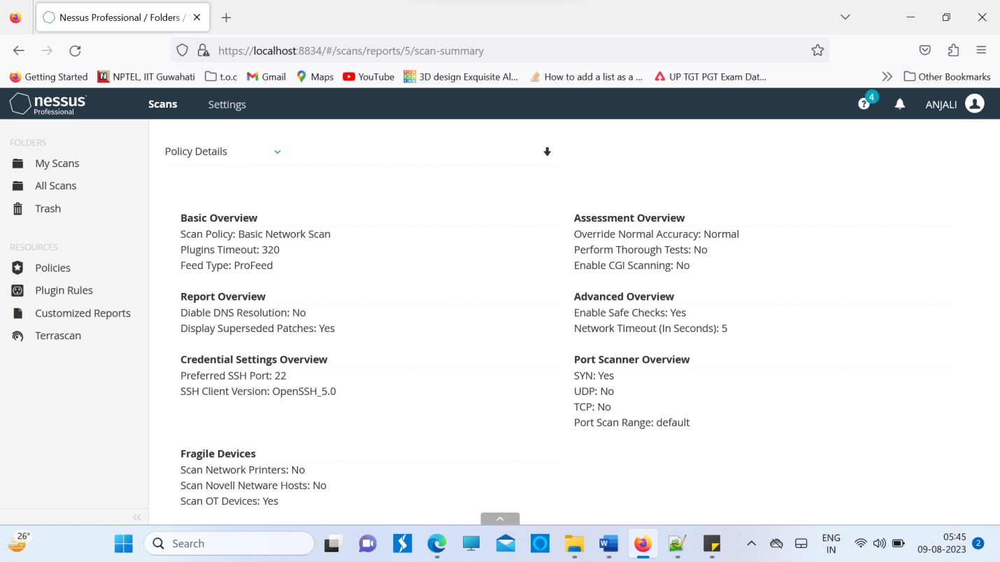 Nessus Professional / Folders /
https://localhost:8834/#/scans/reports/5/scan-summary
Getting Started
NPTEL, IIT Guwahati
t.o.c
Gmail
Maps
YouTube
3D design Exquisite Al...
How to add a list as a ...
UP TGT PGT Exam Dat...
Other Bookmarks
nessus
Professional
Scans
Settings
4
ANJALI
FOLDERS
My Scans
All Scans
Trash
RESOURCES
Policies
Plugin Rules
Customized Reports
Terrascan
Policy Details
Basic Overview
Scan Policy: Basic Network Scan
Plugins Timeout: 320
Feed Type: ProFeed
Assessment Overview
Override Normal Accuracy: Normal
Perform Thorough Tests: No
Enable CGI Scanning: No
Report Overview
Diable DNS Resolution: No
Display Superseded Patches: Yes
Advanced Overview
Enable Safe Checks: Yes
Network Timeout (In Seconds): 5
Credential Settings Overview
Preferred SSH Port: 22
SSH Client Version: OpenSSH_5.0
Port Scanner Overview
SYN: Yes
UDP: No
TCP: No
Port Scan Range: default
Fragile Devices
Scan Network Printers: No
Scan Novell Netware Hosts: No
Scan OT Devices: Yes
26°
Search
ENG
IN
05:45
09-08-2023
2